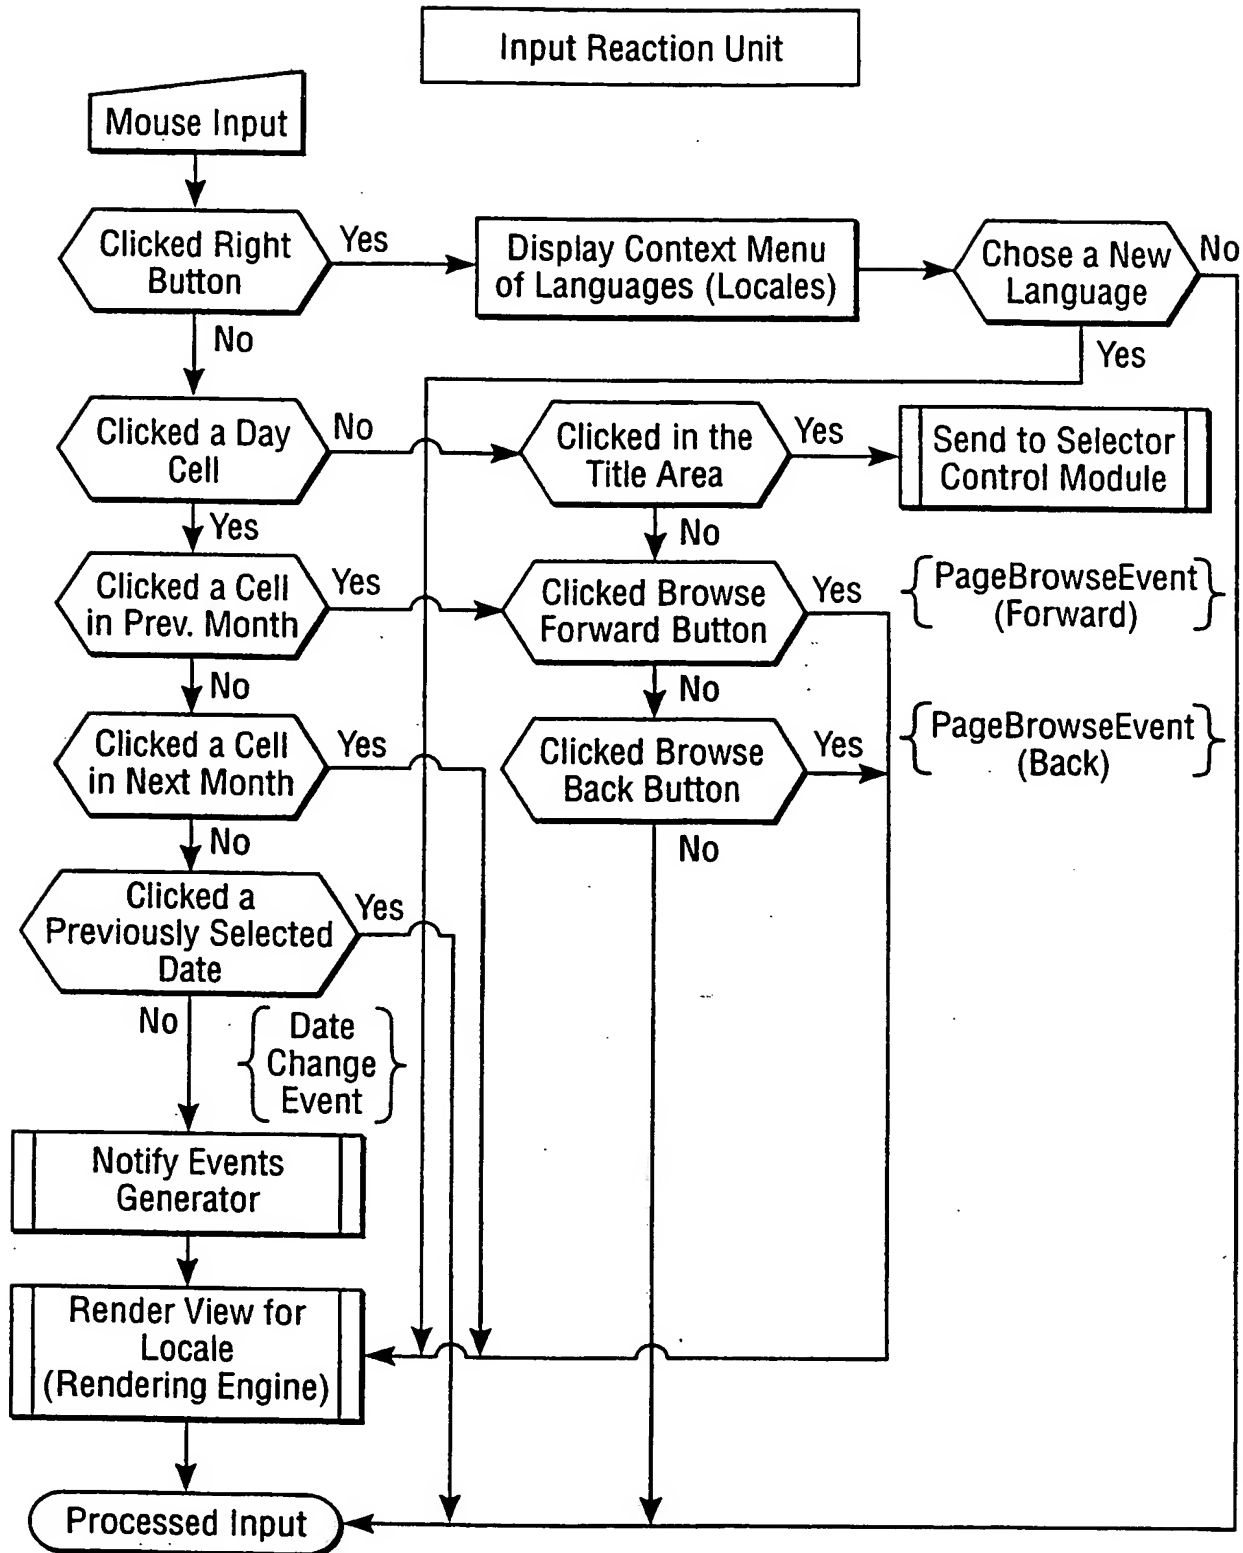 Input Reaction Unit
Mouse Input
Clicked Right
Button
Yes
Display Context Menu
of Languages (Locales)
Chose a New
Language
No
No
Yes
Clicked a Day
Cell
No
Clicked in the
Title Area
Yes
Send to Selector
Control Module
Yes
No
Clicked a Cell
in Prev. Month
Yes
Clicked Browse
Forward Button
Yes
PageBrowseEvent
(Forward)
No
No
Clicked a Cell
in Next Month
Yes
Clicked Browse
Back Button
Yes
PageBrowseEvent
(Back)
No
No
Clicked a
Previously Selected
Date
Yes
No
Date
Change
Event
Notify Events
Generator
Render View for
Locale
(Rendering Engine)
Processed Input